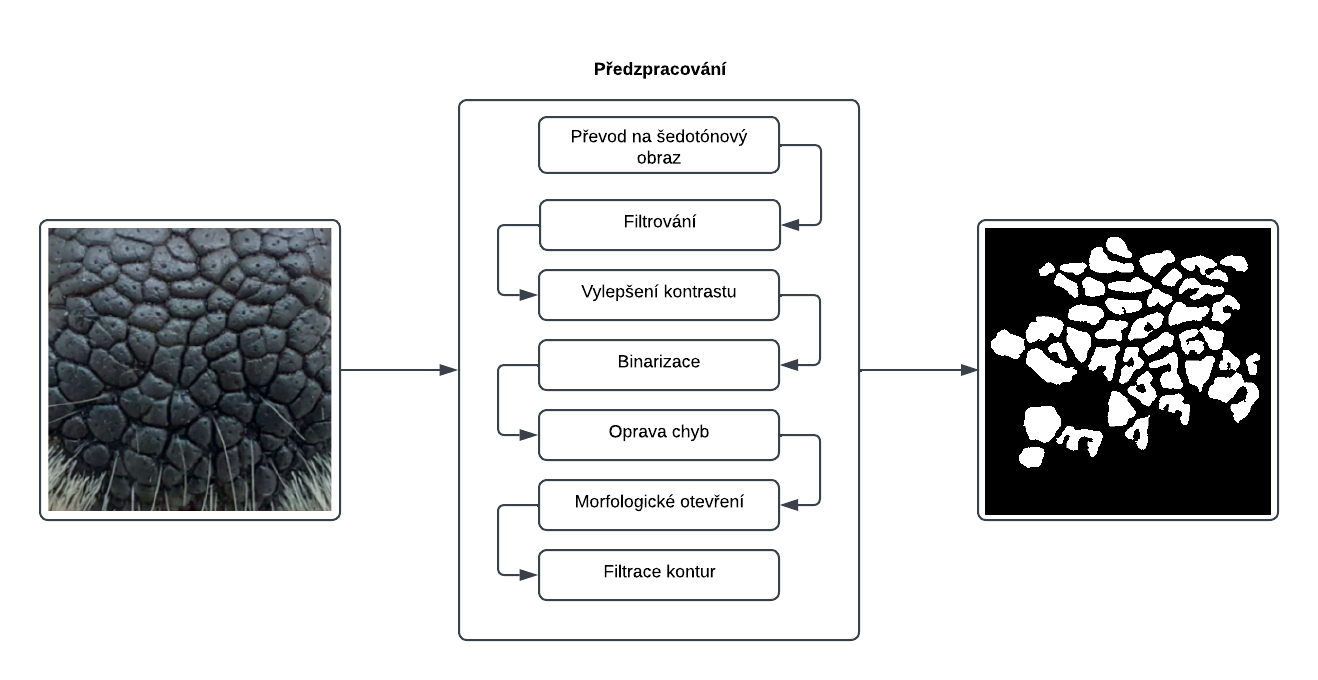 Předzpracování
Převod na šedotónový
obraz
Filtrování
Vylepšení kontrastu
Binarizace
Oprava chyb
Morfologické otevření
Filtrace kontur